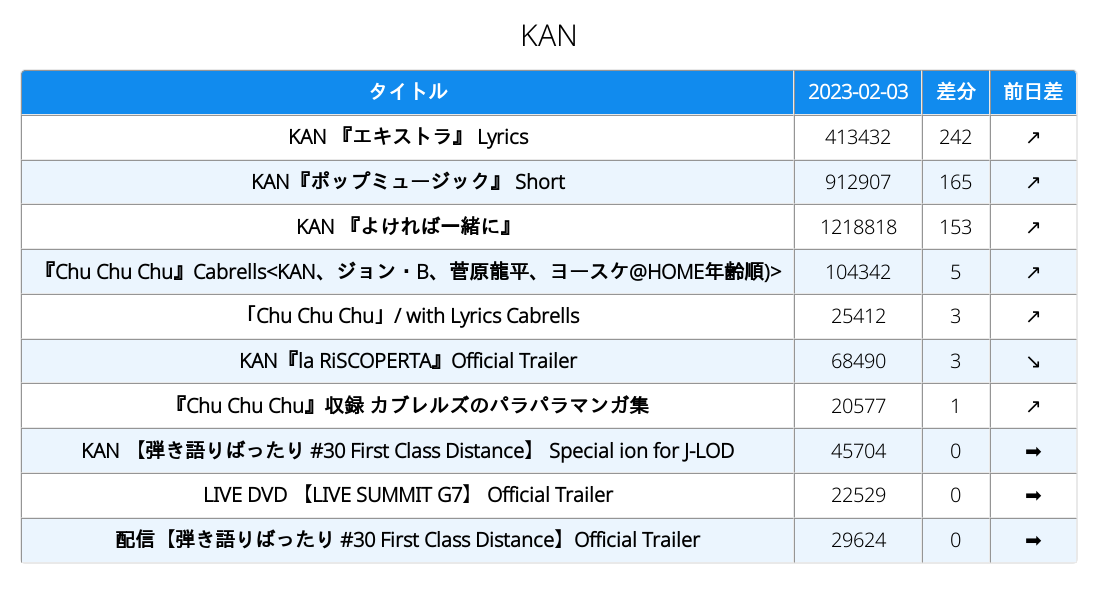 KAN
タイトル 2023-02-03 差分 前日差
KAN 『エキストラ』 Lyrics 413432 242 ↗
KAN『ポップミュージック』 Short 912907 165 ↗
KAN 『よければ一緒に』 1218818 153 ↗
『Chu Chu Chu』Cabrells<KAN、ジョン・B、菅原龍平、ヨースケ@HOME年齢順)> 104342 5 ↗
「Chu Chu Chu」/ with Lyrics Cabrells 25412 3 ↗
KAN『la RiSCOPERTA』Official Trailer 68490 3 ↘
『Chu Chu Chu』収録 カブレルズのパラパラマンガ集 20577 1 ↗
KAN 【弾き語りばったり #30 First Class Distance】 Special ion for J-LOD 45704 0 ➡
LIVE DVD 【LIVE SUMMIT G7】 Official Trailer 22529 0 ➡
配信【弾き語りばったり #30 First Class Distance】Official Trailer 29624 0 ➡